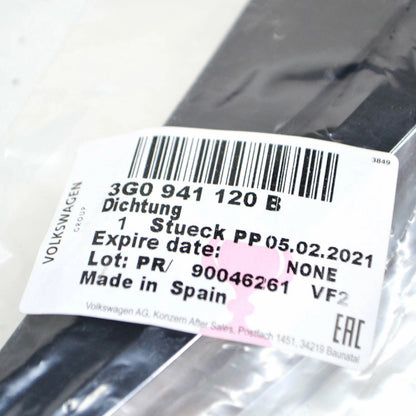 VOLKSWAGEN
GROUP
3849
3G0 941 120 B
Dichtung
1 Stueck PP 05.02.2021
Expire date: NONE
Lot: PR/ 90046261 VF2
Made in Spain
Volkswagen AG, Konzern After Sales, Postfach 1451, 34219 Baunatal
EAC